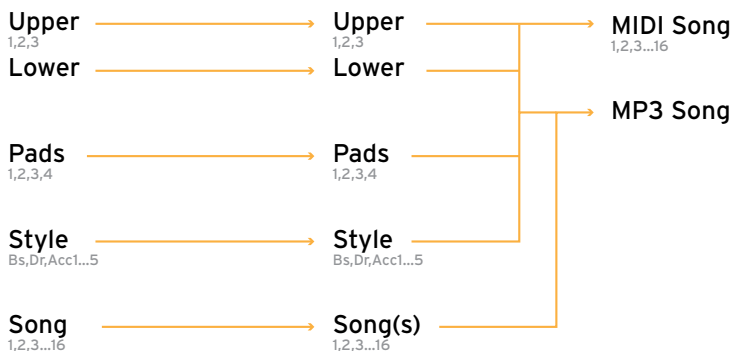 Upper Upper MIDI Song
1,2,3 1,2,3 1,2,3...16
Lower Lower
MP3 Song
Pads Pads
1,2,3,4 1,2,3,4
Style Style
Bs,Dr,Acc1...5 Bs,Dr,Acc1...5
Song Song(s)
1,2,3...16 1,2,3...16